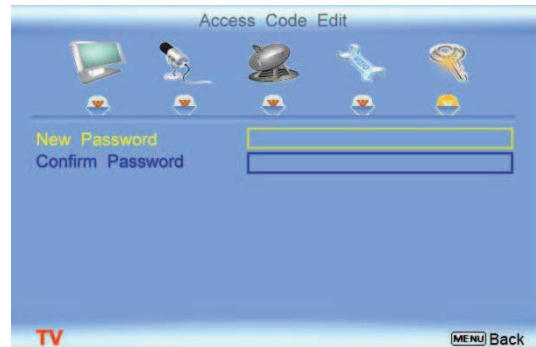 Access Code Edit
New Password
Confirm Password
TV
MENU Back